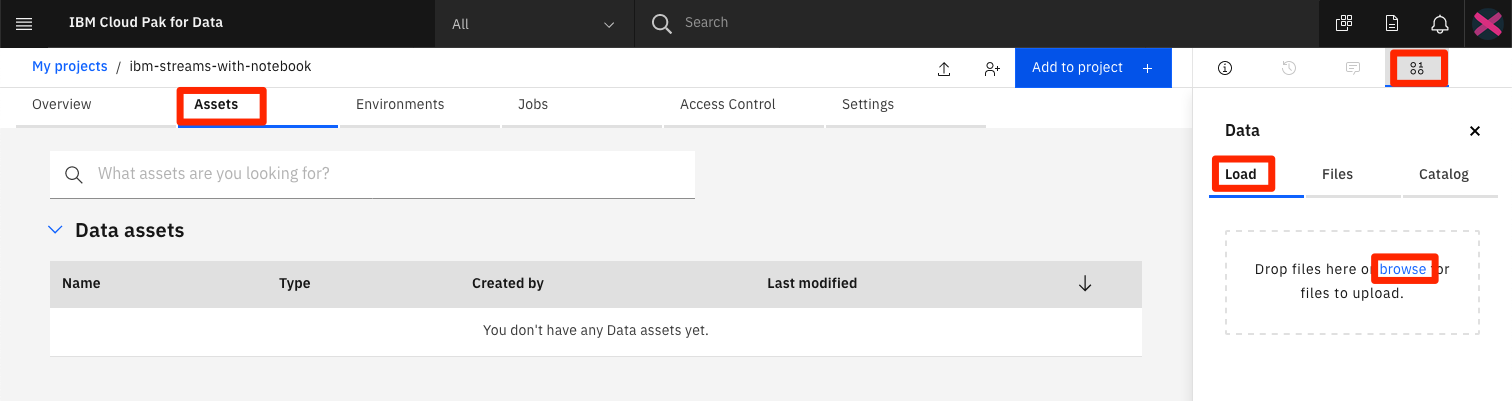 IBM Cloud Pak for Data
All
Search
My projects / ibm-streams-with-notebook
Add to project +
Overview
Assets
Environments
Jobs
Access Control
Settings
What assets are you looking for?
Data assets
Name Type Created by Last modified
You don't have any Data assets yet.
Data
Load
Files
Catalog
Drop files here or browse for
files to upload.